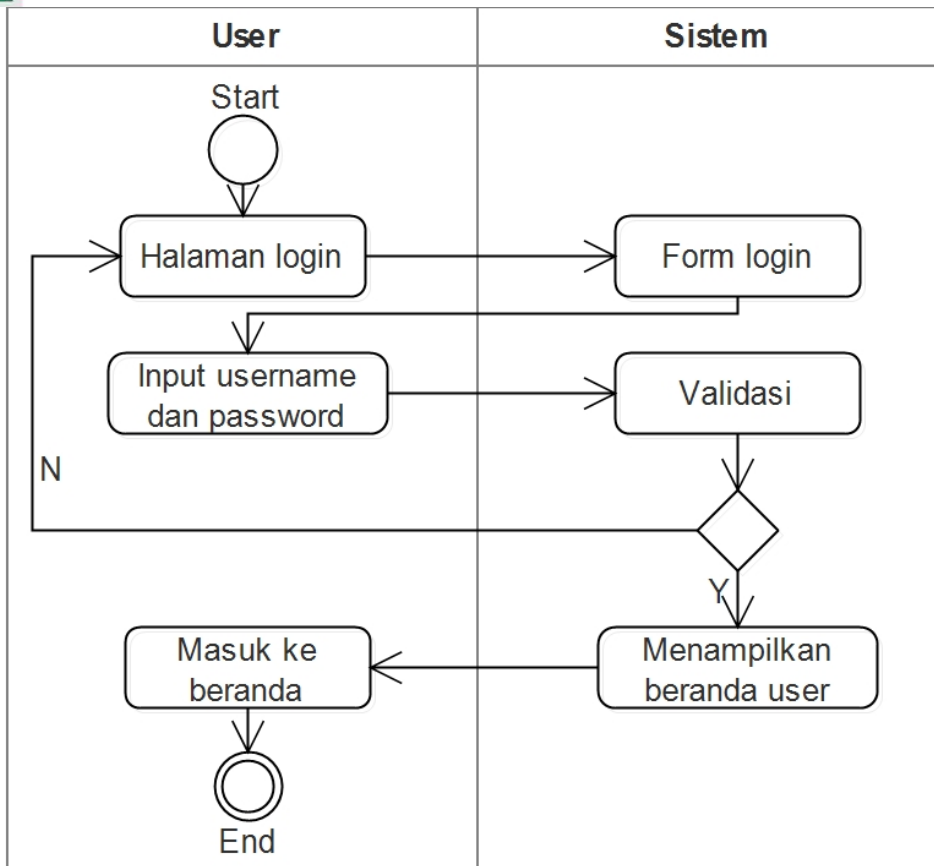 User
Sistem
Start
Halaman login
Form login
Input username
dan password
Validasi
N
Y
Masuk ke
beranda
Menampilkan
beranda user
End